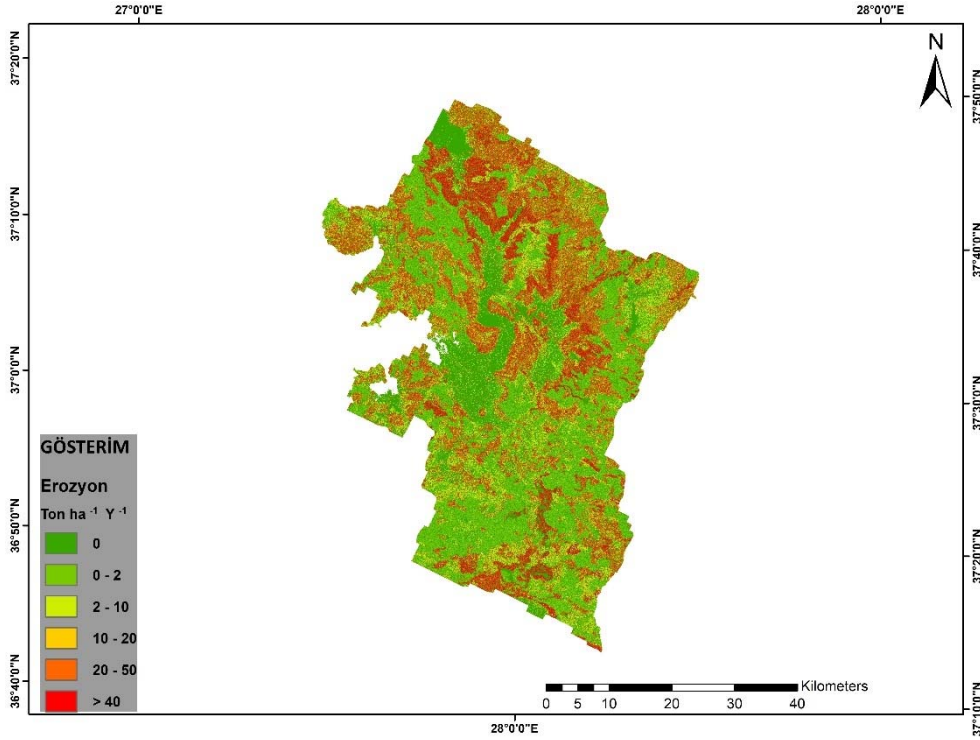 27°0'0"E 28°0'0"E
37°20'0"N
37°10'0"N
37°0'0"N
36°50'0"N
36°40'0"N
N
37°50'0"N
37°40'0"N
37°30'0"N
37°20'0"N
37°10'0"N
GÖSTERİM
Erozyon
Ton ha -1 Y -1
0
0 - 2
2 - 10
10 - 20
20 - 50
> 40
Kilometers
0 5 10 20 30 40
28°0'0"E